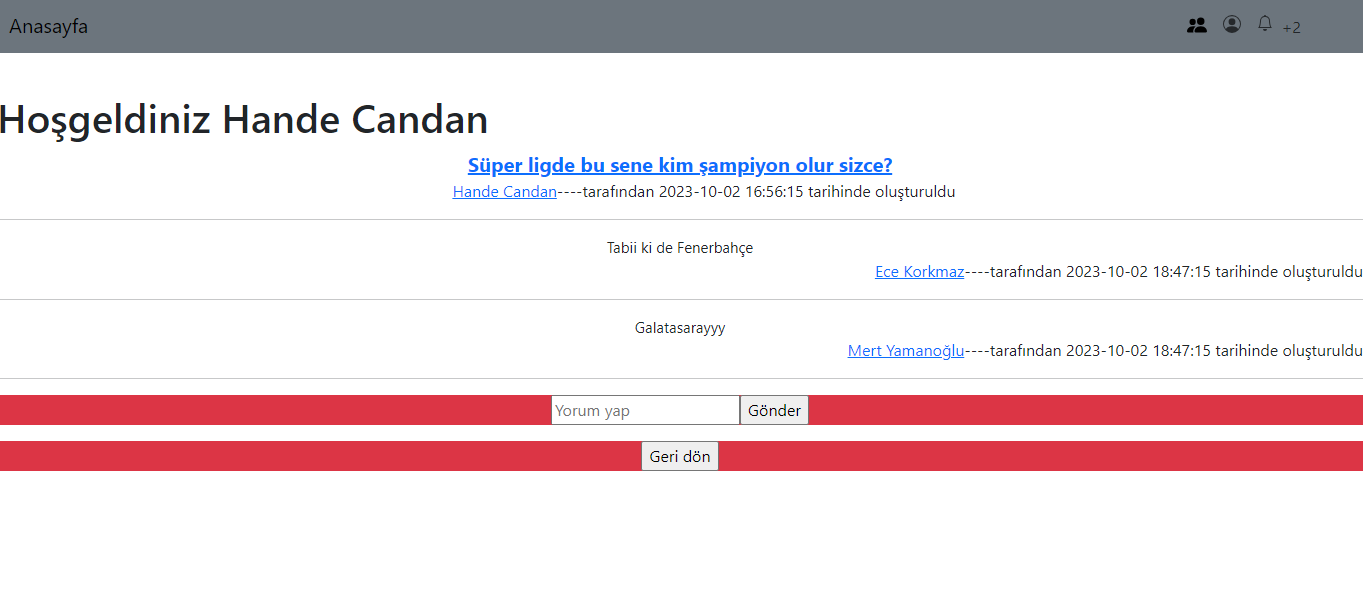 Anasayfa +2
Hoşgeldiniz Hande Candan
Süper ligde bu sene kim şampiyon olur sizce?
Hande Candan----tarafından 2023-10-02 16:56:15 tarihinde oluşturuldu
Tabii ki de Fenerbahçe
Ece Korkmaz----tarafından 2023-10-02 18:47:15 tarihinde oluşturuldu
Galatasarayyy
Mert Yamanoğlu----tarafından 2023-10-02 18:47:15 tarihinde oluşturuldu
Yorum yap Gönder
Geri dön